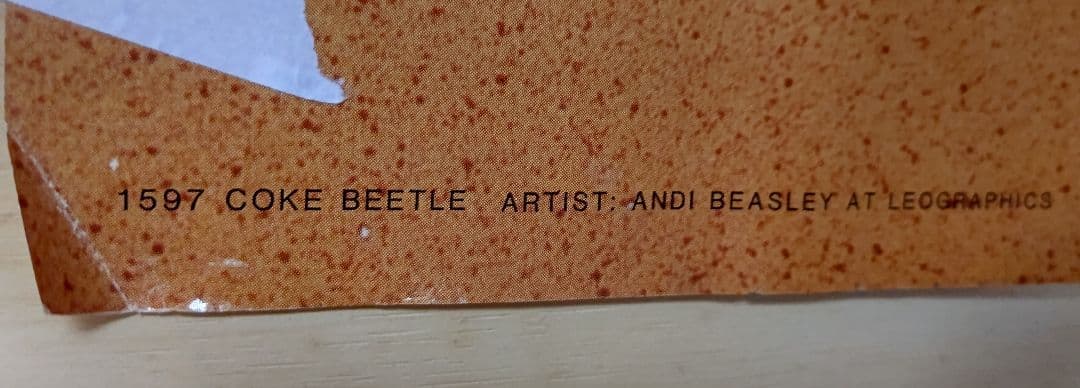 1597 COKE BEETLE ARTIST: ANDI BEASLEY AT LEOGRAPHICS